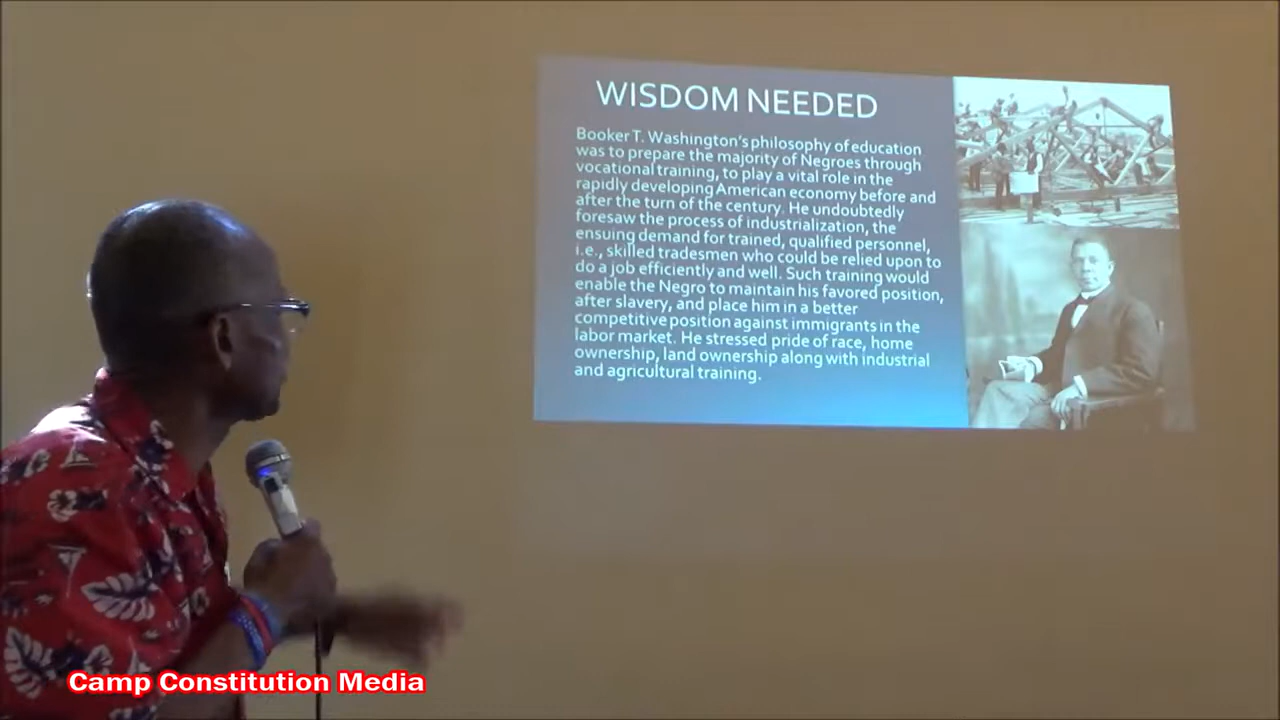 WISDOM NEEDED
Booker T. Washington's philosophy of education
was to prepare the majority of Negroes through
vocational training, to play a vital role in the
rapidly developing American economy before and
after the turn of the century. He undoubtedly
foresaw the process of industrialization, the
ensuing demand for trained, qualified personnel,
i.e., skilled tradesmen who could be relied upon to
do a job efficiently and well. Such training would
enable the Negro to maintain his favored position,
after slavery, and place him in a better
competitive position against immigrants in the
labor market. He stressed pride of race, home
ownership, land ownership along with industrial
and agricultural training.
Camp Constitution Media